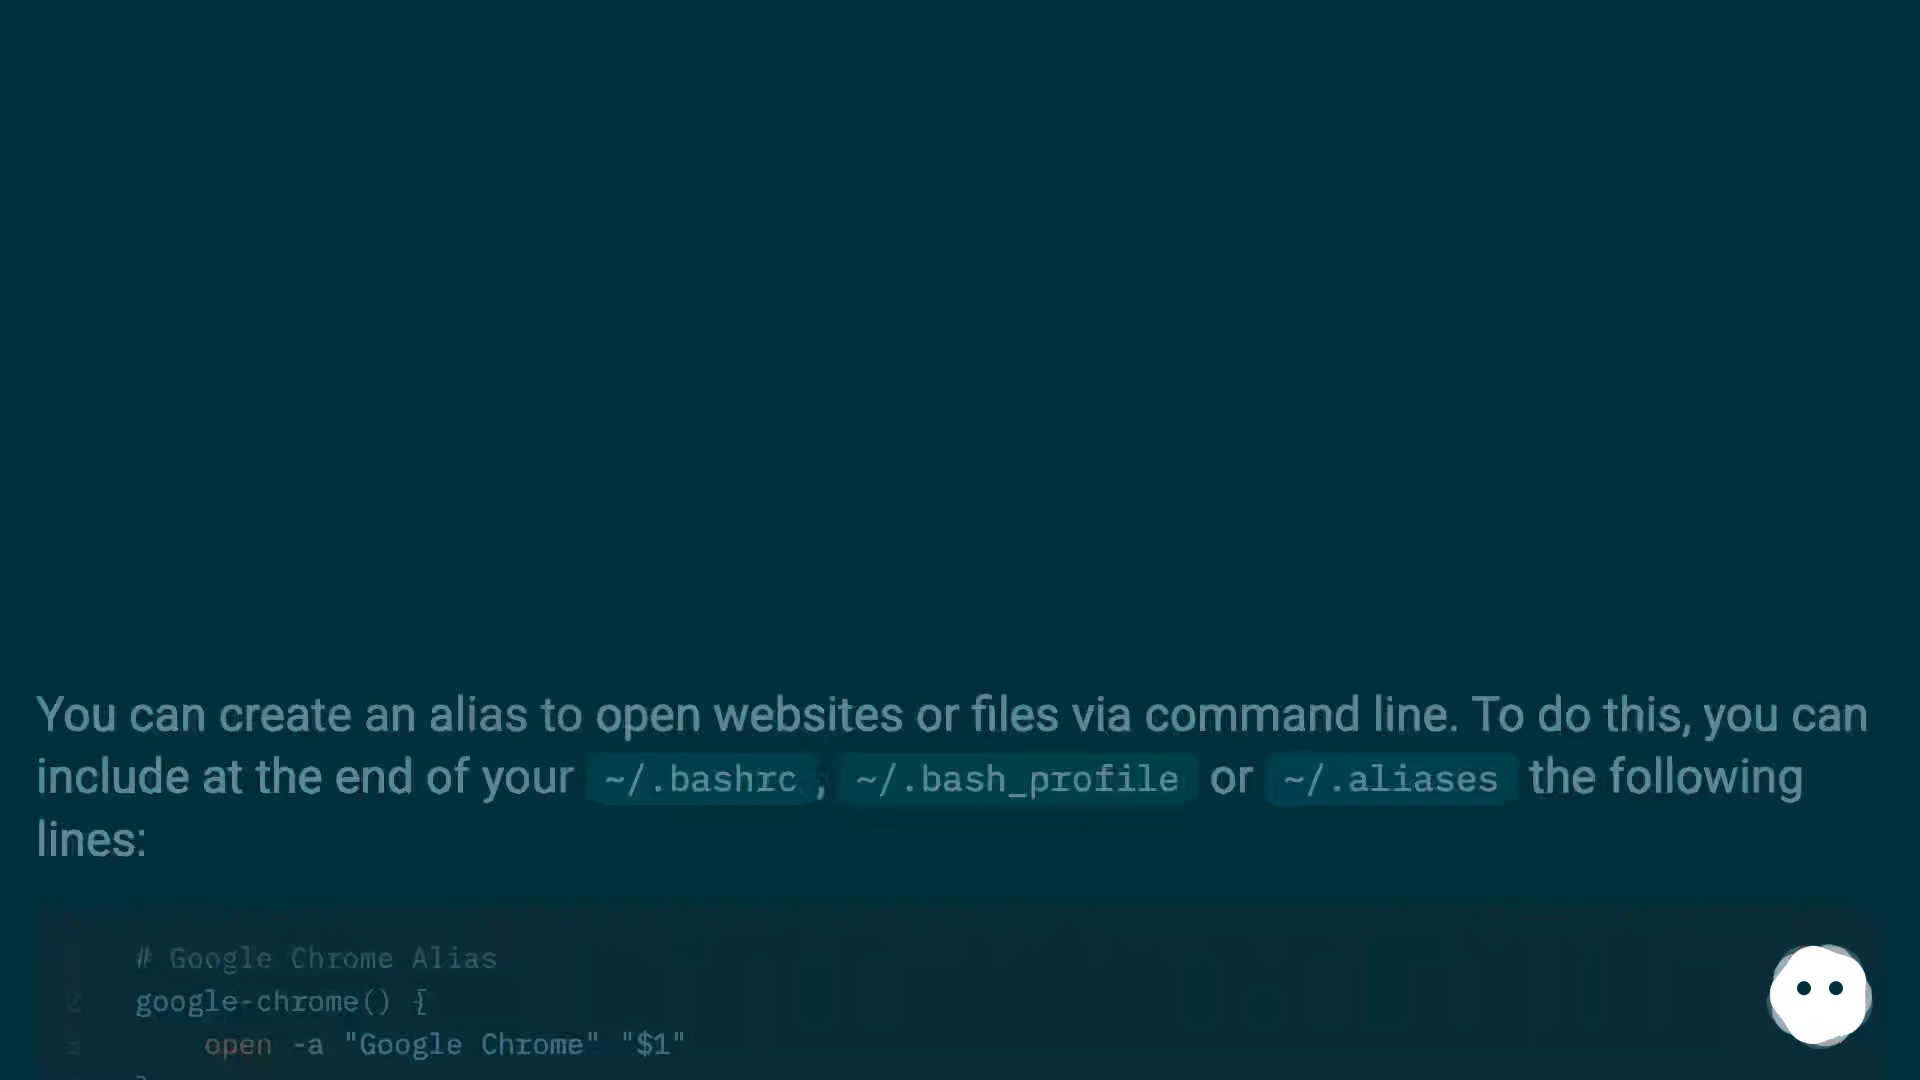 You can create an alias to open websites or files via command line. To do this, you can
include at the end of your ~/.bashrc, ~/.bash_profile or ~/.aliases the following
lines:
# Google Chrome Alias
2 google-chrome() {
3 open -a "Google Chrome" "$1"